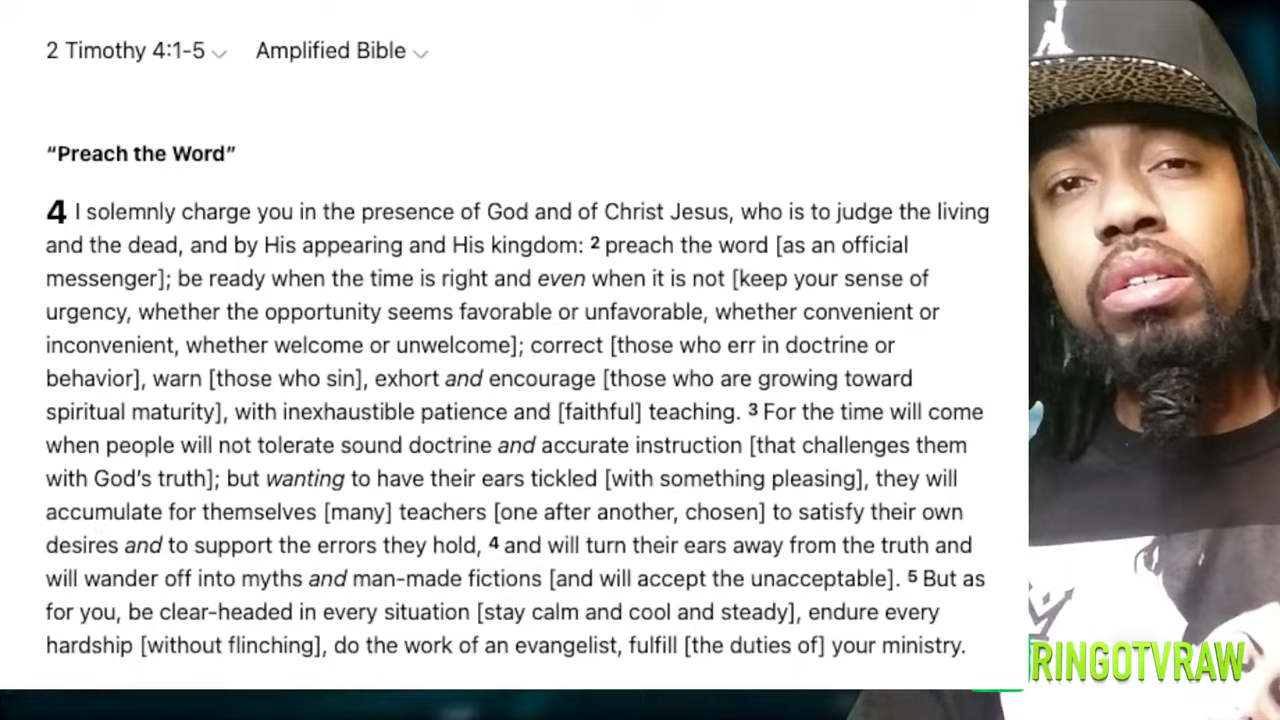 2 Timothy 4:1-5 Amplified Bible
“Preach the Word”
4 I solemnly charge you in the presence of God and of Christ Jesus, who is to judge the living
and the dead, and by His appearing and His kingdom: 2 preach the word [as an official
messenger]; be ready when the time is right and even when it is not [keep your sense of
urgency, whether the opportunity seems favorable or unfavorable, whether convenient or
inconvenient, whether welcome or unwelcome]; correct [those who err in doctrine or
behavior], warn [those who sin], exhort and encourage [those who are growing toward
spiritual maturity], with inexhaustible patience and [faithful] teaching. 3 For the time will come
when people will not tolerate sound doctrine and accurate instruction [that challenges them
with God’s truth]; but wanting to have their ears tickled [with something pleasing], they will
accumulate for themselves [many] teachers [one after another, chosen] to satisfy their own
desires and to support the errors they hold, 4 and will turn their ears away from the truth and
will wander off into myths and man-made fictions [and will accept the unacceptable]. 5 But as
for you, be clear-headed in every situation [stay calm and cool and steady], endure every
hardship [without flinching], do the work of an evangelist, fulfill [the duties of] your ministry.
RINGOTVRAW